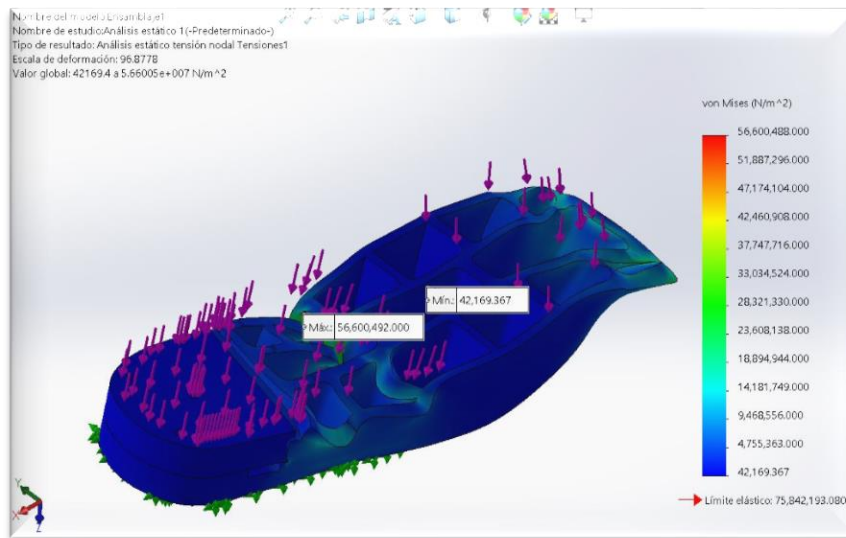 Nombre del modelo:Ensamblaje1
Nombre de estudio:Análisis estático 1(-Predeterminado-)
Tipo de resultado: Análisis estático tensión nodal Tensiones1
Escala de deformación: 96.8778
Valor global: 42169.4 a 5.66005e+007 N/m^2
von Mises (N/m^2)
56,600,488.000
51,887,296.000
47,174,104.000
42,460,908.000
37,747,716.000
33,034,524.000
28,321,330.000
23,608,138.000
18,894,944.000
14,181,749.000
9,468,556.000
4,755,363.000
42,169.367
Límite elástico: 75,842,193.080
Mín.: 42,169.367
Máx.: 56,600,492.000
Y
X
Z